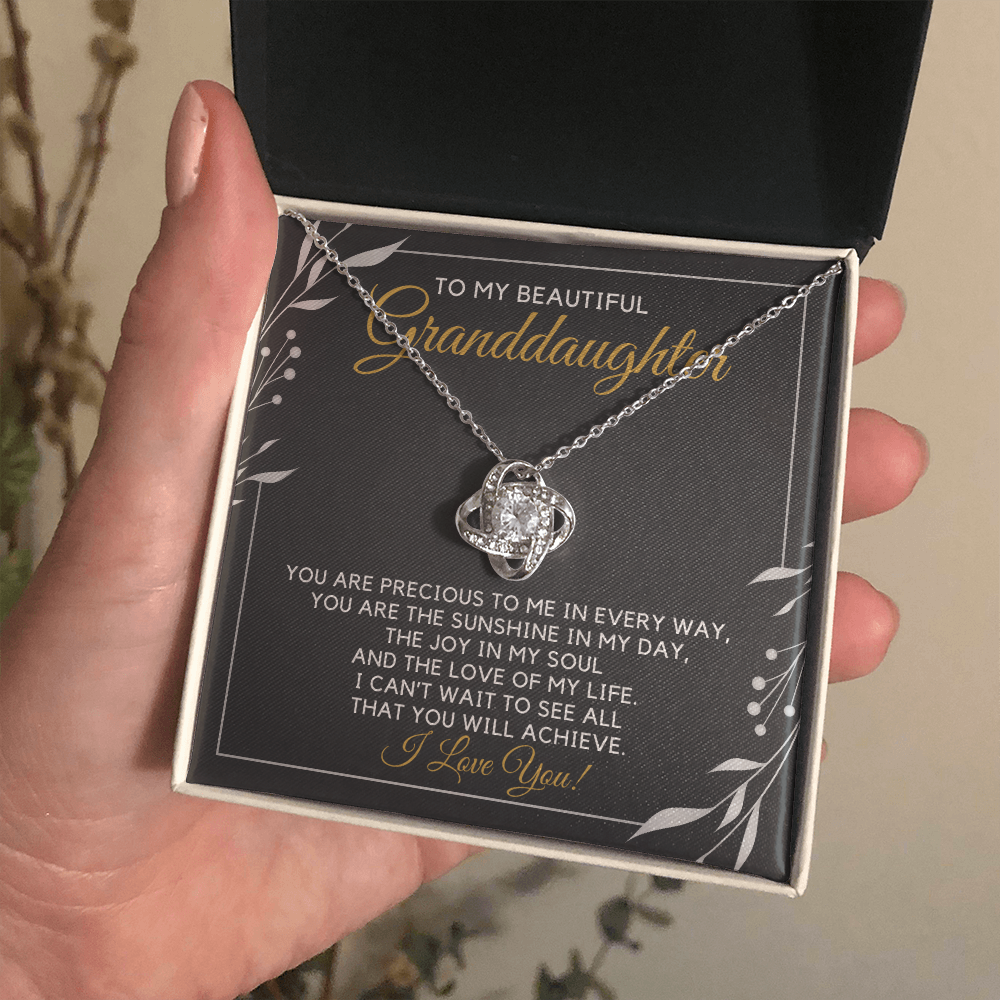 TO MY BEAUTIFUL
Granddaughter
YOU ARE PRECIOUS TO ME IN EVERY WAY,
YOU ARE THE SUNSHINE IN MY DAY,
THE JOY IN MY SOUL
AND THE LOVE OF MY LIFE.
I CAN'T WAIT TO SEE ALL
THAT YOU WILL ACHIEVE.
I Love You!